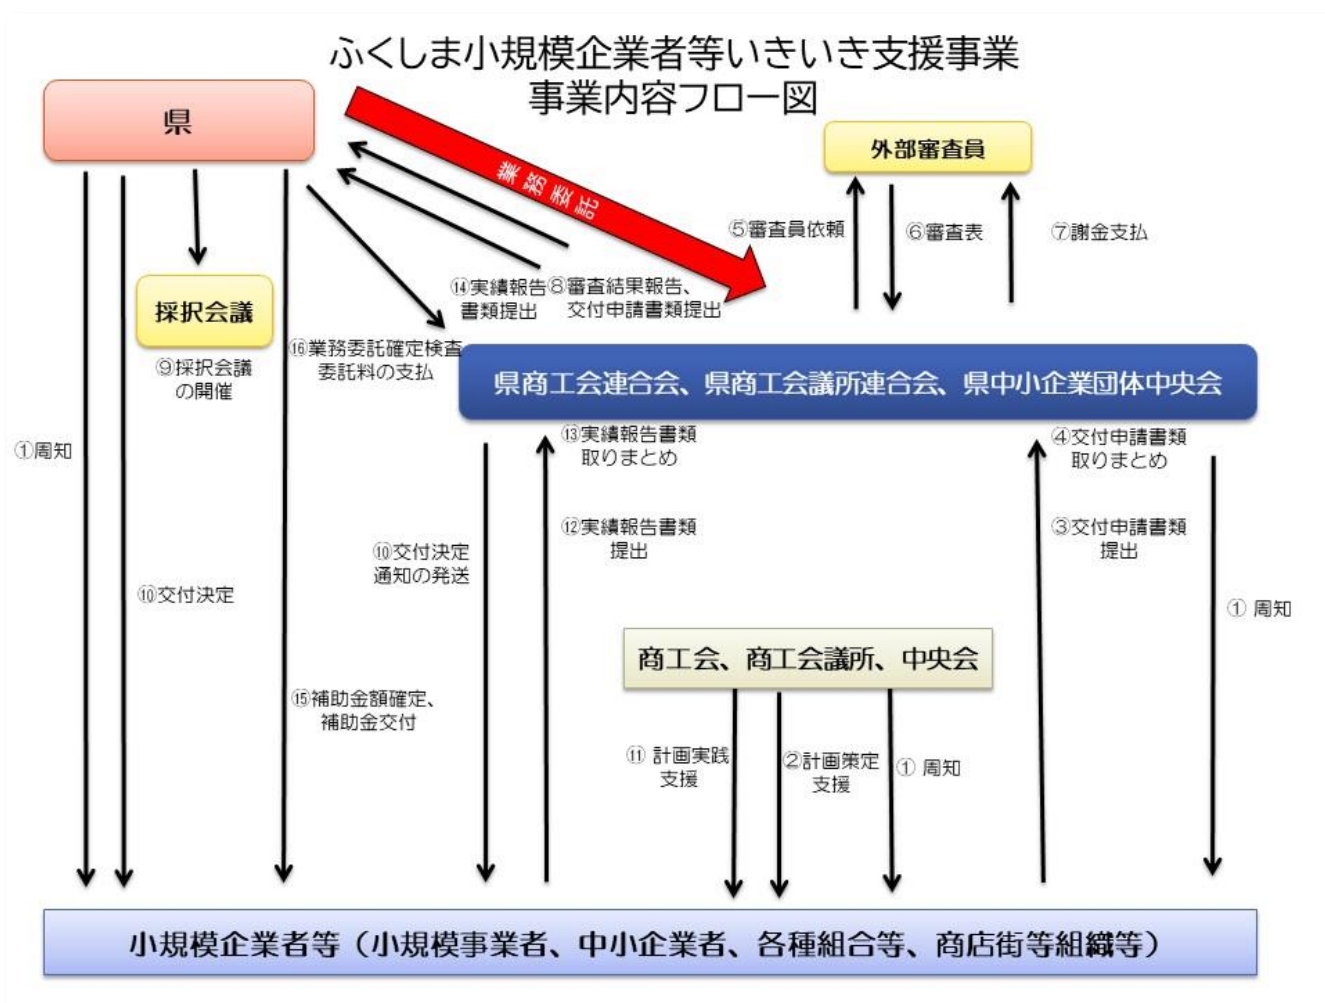 ふくしま小規模企業者等いきいき支援事業
事業内容フロー図
県
業務委託
外部審査員
⑤審査員依頼
⑥審査表
⑦謝金支払
⑭実績報告
書類提出
⑧審査結果報告、
交付申請書類提出
採択会議
⑨採択会議
の開催
⑯業務委託確定検査
委託料の支払
県商工会連合会、県商工会議所連合会、県中小企業団体中央会
①周知
⑬実績報告書類
取りまとめ
④交付申請書類
取りまとめ
⑩交付決定
通知の発送
⑫実績報告書類
提出
③交付申請書類
提出
⑩交付決定
① 周知
商工会、商工会議所、中央会
⑮補助金額確定、
補助金交付
⑪ 計画実践
支援
②計画策定
支援
① 周知
小規模企業者等（小規模事業者、中小企業者、各種組合等、商店街等組織等）